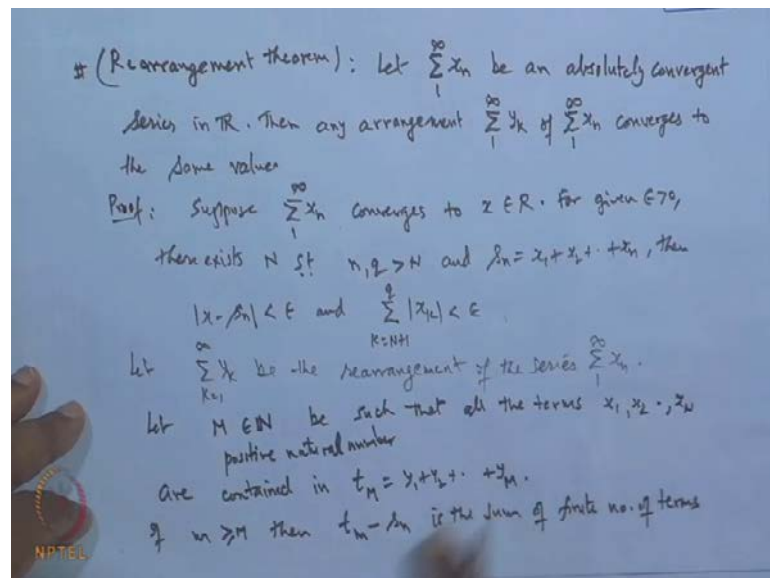 # (Rearrangement theorem): Let ∑_1^∞ x_n be an absolutely convergent
series in ℝ. Then any arrangement ∑_1^∞ y_k of ∑_1^∞ x_n converges to
the same value
Proof: Suppose ∑_1^∞ x_n converges to x ∈ R. For given ∈>0,
there exists N st n,q > N and s_n = x_1+x_2+··+x_n, then
|x-s_n| < ε and ∑_{k=N+1}^q |x_k| < ε.
Let ∑_{k=1}^∞ y_k be the rearrangement of the series ∑_1^∞ x_n.
Let M ∈ ℕ be such that all the terms x_1,x_2 ·,x_N
positive natural number
are contained in t_M = y_1+y_2+· +y_M.
If m ≥ M then t_m - s_n is the sum of finite no. of terms
NPTEL